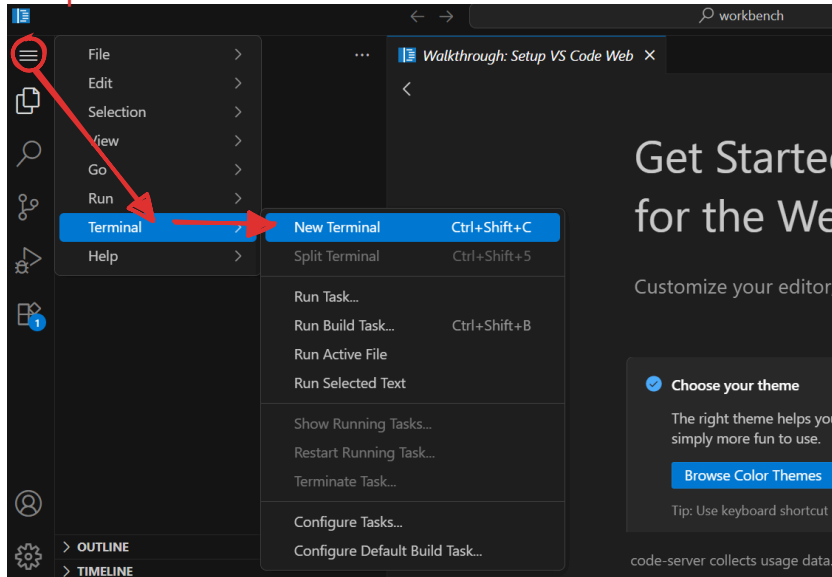 workbench
File
Edit
Selection
View
Go
Run
Terminal
Help
Walkthrough: Setup VS Code Web
New Terminal Ctrl+Shift+C
Split Terminal Ctrl+Shift+5
Run Task...
Run Build Task... Ctrl+Shift+B
Run Active File
Run Selected Text
Show Running Tasks...
Restart Running Task...
Terminate Task...
Configure Tasks...
Configure Default Build Task...
1
OUTLINE
TIMELINE
Get Started
for the We
Customize your editor,
Choose your theme
The right theme helps you
simply more fun to use.
Browse Color Themes
Tip: Use keyboard shortcut
code-server collects usage data.